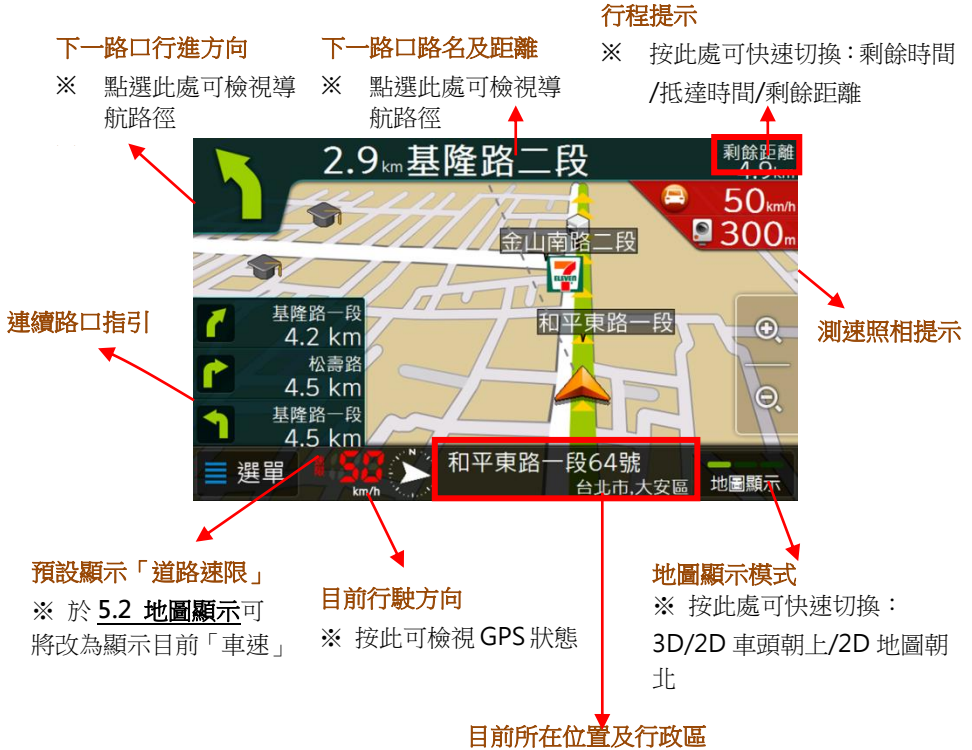 行程提示
※ 按此處可快速切換：剩餘時間
/抵達時間/剩餘距離
下一路口行進方向
※ 點選此處可檢視導
航路徑
下一路口路名及距離
※ 點選此處可檢視導
航路徑
2.9km基隆路二段
剩餘距離
4.9km
50km/h
300m
金山南路二段
7
ELEVEN
和平東路一段
連續路口指引
基隆路一段
4.2 km
松壽路
4.5 km
基隆路一段
4.5 km
測速照相提示
選單
50
km/h
N
和平東路一段64號
台北市,大安區
地圖顯示
預設顯示「道路速限」
※ 於 5.2 地圖顯示可
將改為顯示目前「車速」
目前行駛方向
※ 按此可檢視 GPS 狀態
地圖顯示模式
※ 按此處可快速切換：
3D/2D 車頭朝上/2D 地圖朝
北
目前所在位置及行政區